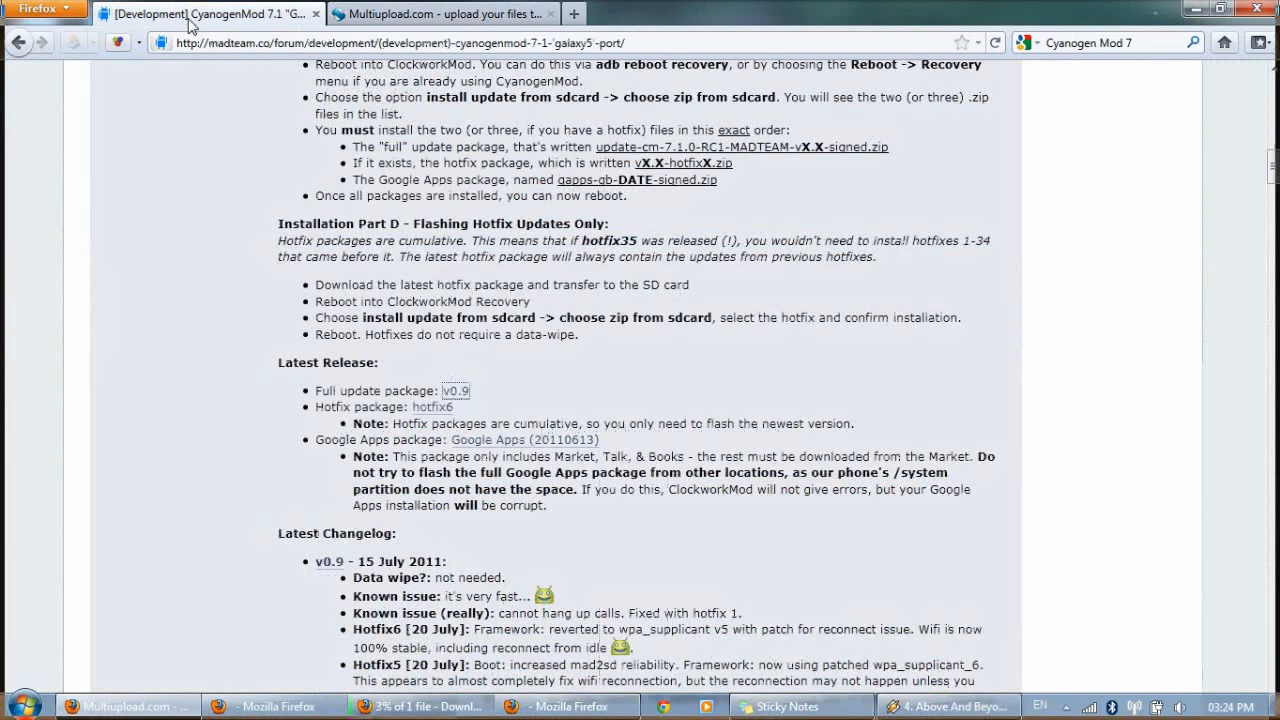 Firefox
[Development] CyanogenMod 7.1 "G...
Multiupload.com - upload your files t...
http://madteam.co/forum/development/(development)-cyanogenmod-7-1-'galaxy5'-port/
Cyanogen Mod 7
Reboot into ClockworkMod. You can do this via adb reboot recovery, or by choosing the Reboot -> Recovery
menu if you are already using CyanogenMod.
Choose the option install update from sdcard -> choose zip from sdcard. You will see the two (or three) .zip
files in the list.
You must install the two (or three, if you have a hotfix) files in this exact order:
The "full" update package, that's written update-cm-7.1.0-RC1-MADTEAM-vX.X-signed.zip
If it exists, the hotfix package, which is written vX.X-hotfixX.zip
The Google Apps package, named gapps-gb-DATE-signed.zip
Once all packages are installed, you can now reboot.
Installation Part D - Flashing Hotfix Updates Only:
Hotfix packages are cumulative. This means that if hotfix35 was released (!), you wouldn't need to install hotfixes 1-34
that came before it. The latest hotfix package will always contain the updates from previous hotfixes.
Download the latest hotfix package and transfer to the SD card
Reboot into ClockworkMod Recovery
Choose install update from sdcard -> choose zip from sdcard, select the hotfix and confirm installation.
Reboot. Hotfixes do not require a data-wipe.
Latest Release:
Full update package: v0.9
Hotfix package: hotfix6
Note: Hotfix packages are cumulative, so you only need to flash the newest version.
Google Apps package: Google Apps (20110613)
Note: This package only includes Market, Talk, & Books - the rest must be downloaded from the Market. Do
not try to flash the full Google Apps package from other locations, as our phone's /system
partition does not have the space. If you do this, ClockworkMod will not give errors, but your Google
Apps installation will be corrupt.
Latest Changelog:
v0.9 - 15 July 2011:
Data wipe?: not needed.
Known issue: it's very fast...
Known issue (really): cannot hang up calls. Fixed with hotfix 1.
Hotfix6 [20 July]: Framework: reverted to wpa_supplicant v5 with patch for reconnect issue. Wifi is now
100% stable, including reconnect from idle .
Hotfix5 [20 July]: Boot: increased mad2sd reliability. Framework: now using patched wpa_supplicant_6.
This appears to almost completely fix wifi reconnection, but the reconnection may not happen unless you
Multiupload.com - ...
- Mozilla Firefox
3% of 1 file - Downl...
- Mozilla Firefox
Sticky Notes
4. Above And Beyo...
EN
03:24 PM